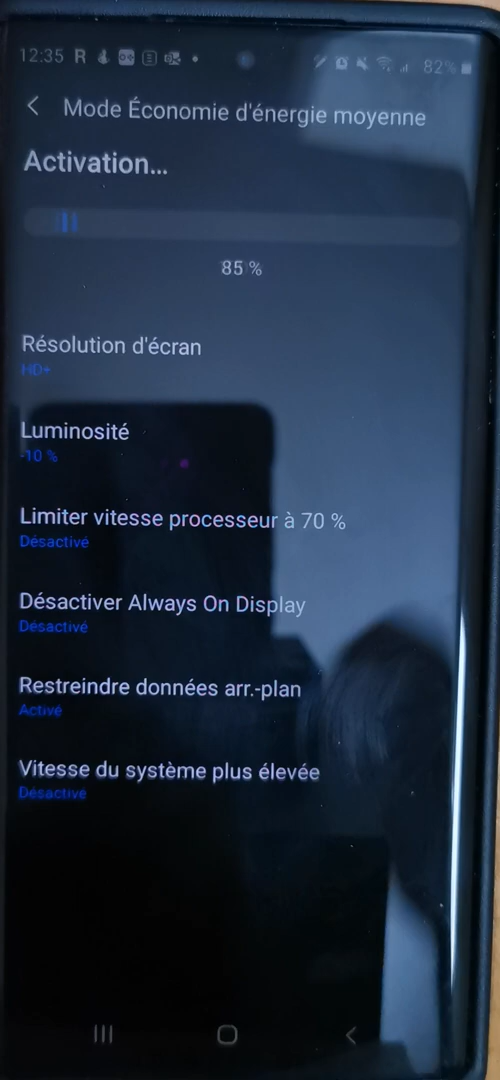 12:35 R 82%
Mode Économie d'énergie moyenne
Activation...
85 %
Résolution d'écran
HD+
Luminosité
-10 %
Limiter vitesse processeur à 70 %
Désactivé
Désactiver Always On Display
Désactivé
Restreindre données arr.-plan
Activé
Vitesse du système plus élevée
Désactivé